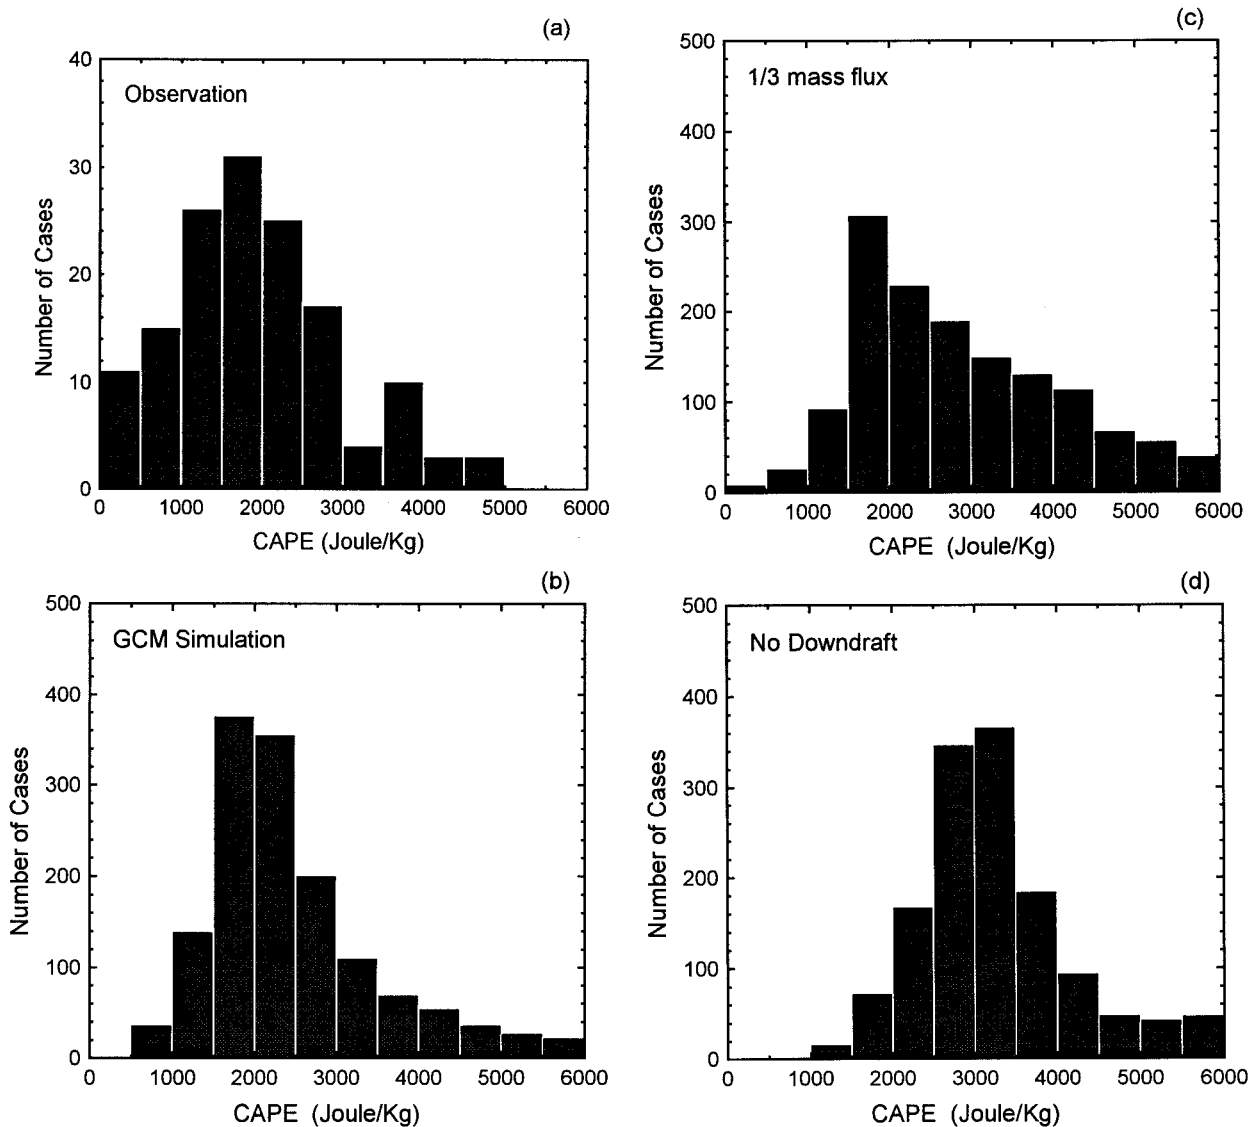 (a)
Observation
40
30
20
10
0
Number of Cases
0 1000 2000 3000 4000 5000 6000
CAPE (Joule/Kg)
(c)
1/3 mass flux
500
400
300
200
100
0
Number of Cases
0 1000 2000 3000 4000 5000 6000
CAPE (Joule/Kg)
(b)
GCM Simulation
500
400
300
200
100
0
Number of Cases
0 1000 2000 3000 4000 5000 6000
CAPE (Joule/Kg)
(d)
No Downdraft
500
400
300
200
100
0
Number of Cases
0 1000 2000 3000 4000 5000 6000
CAPE (Joule/Kg)